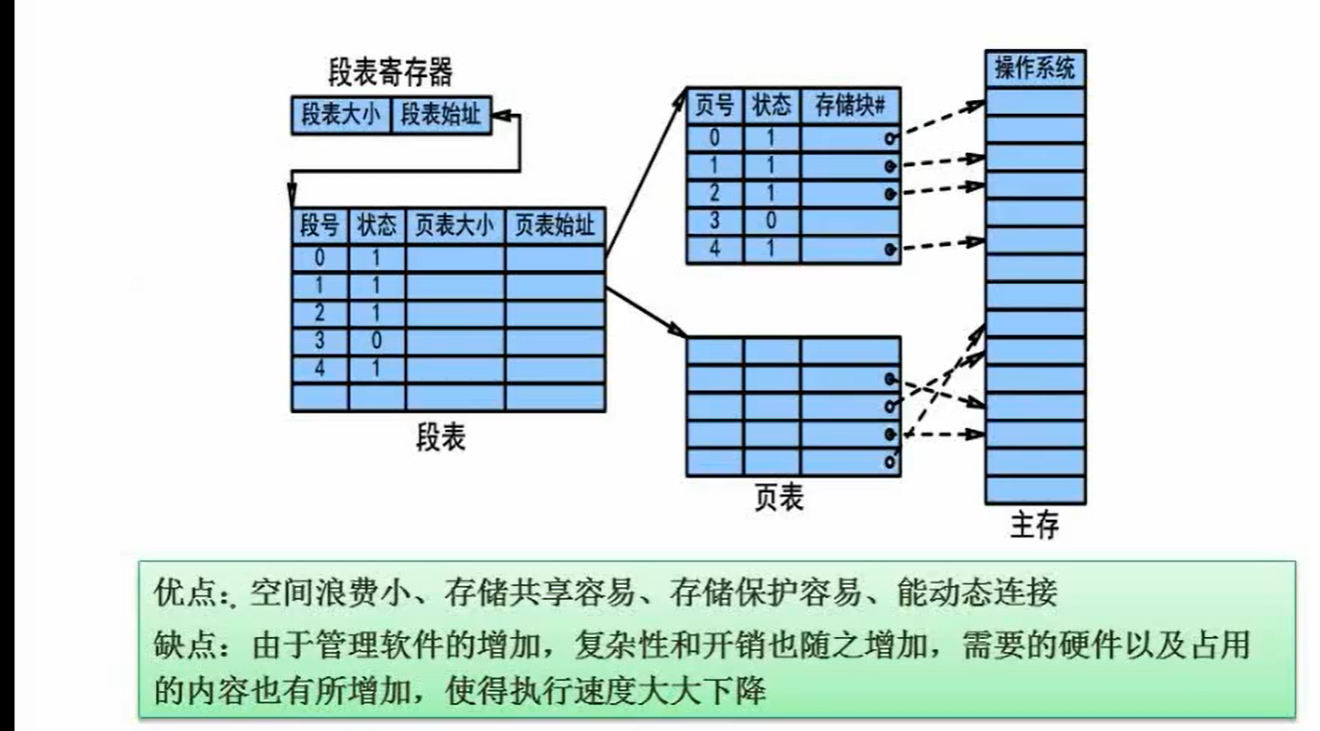 段表寄存器
段表大小 段表始址
段号 状态 页表大小 页表始址
0 1
1 1
2 1
3 0
4 1
段表
页号 状态 存储块#
0 1
1 1
2 1
3 0
4 1
页表
操作系统
主存
优点：. 空间浪费小、存储共享容易、存储保护容易、能动态连接
缺点：由于管理软件的增加，复杂性和开销也随之增加，需要的硬件以及占用
的内容也有所增加，使得执行速度大大下降